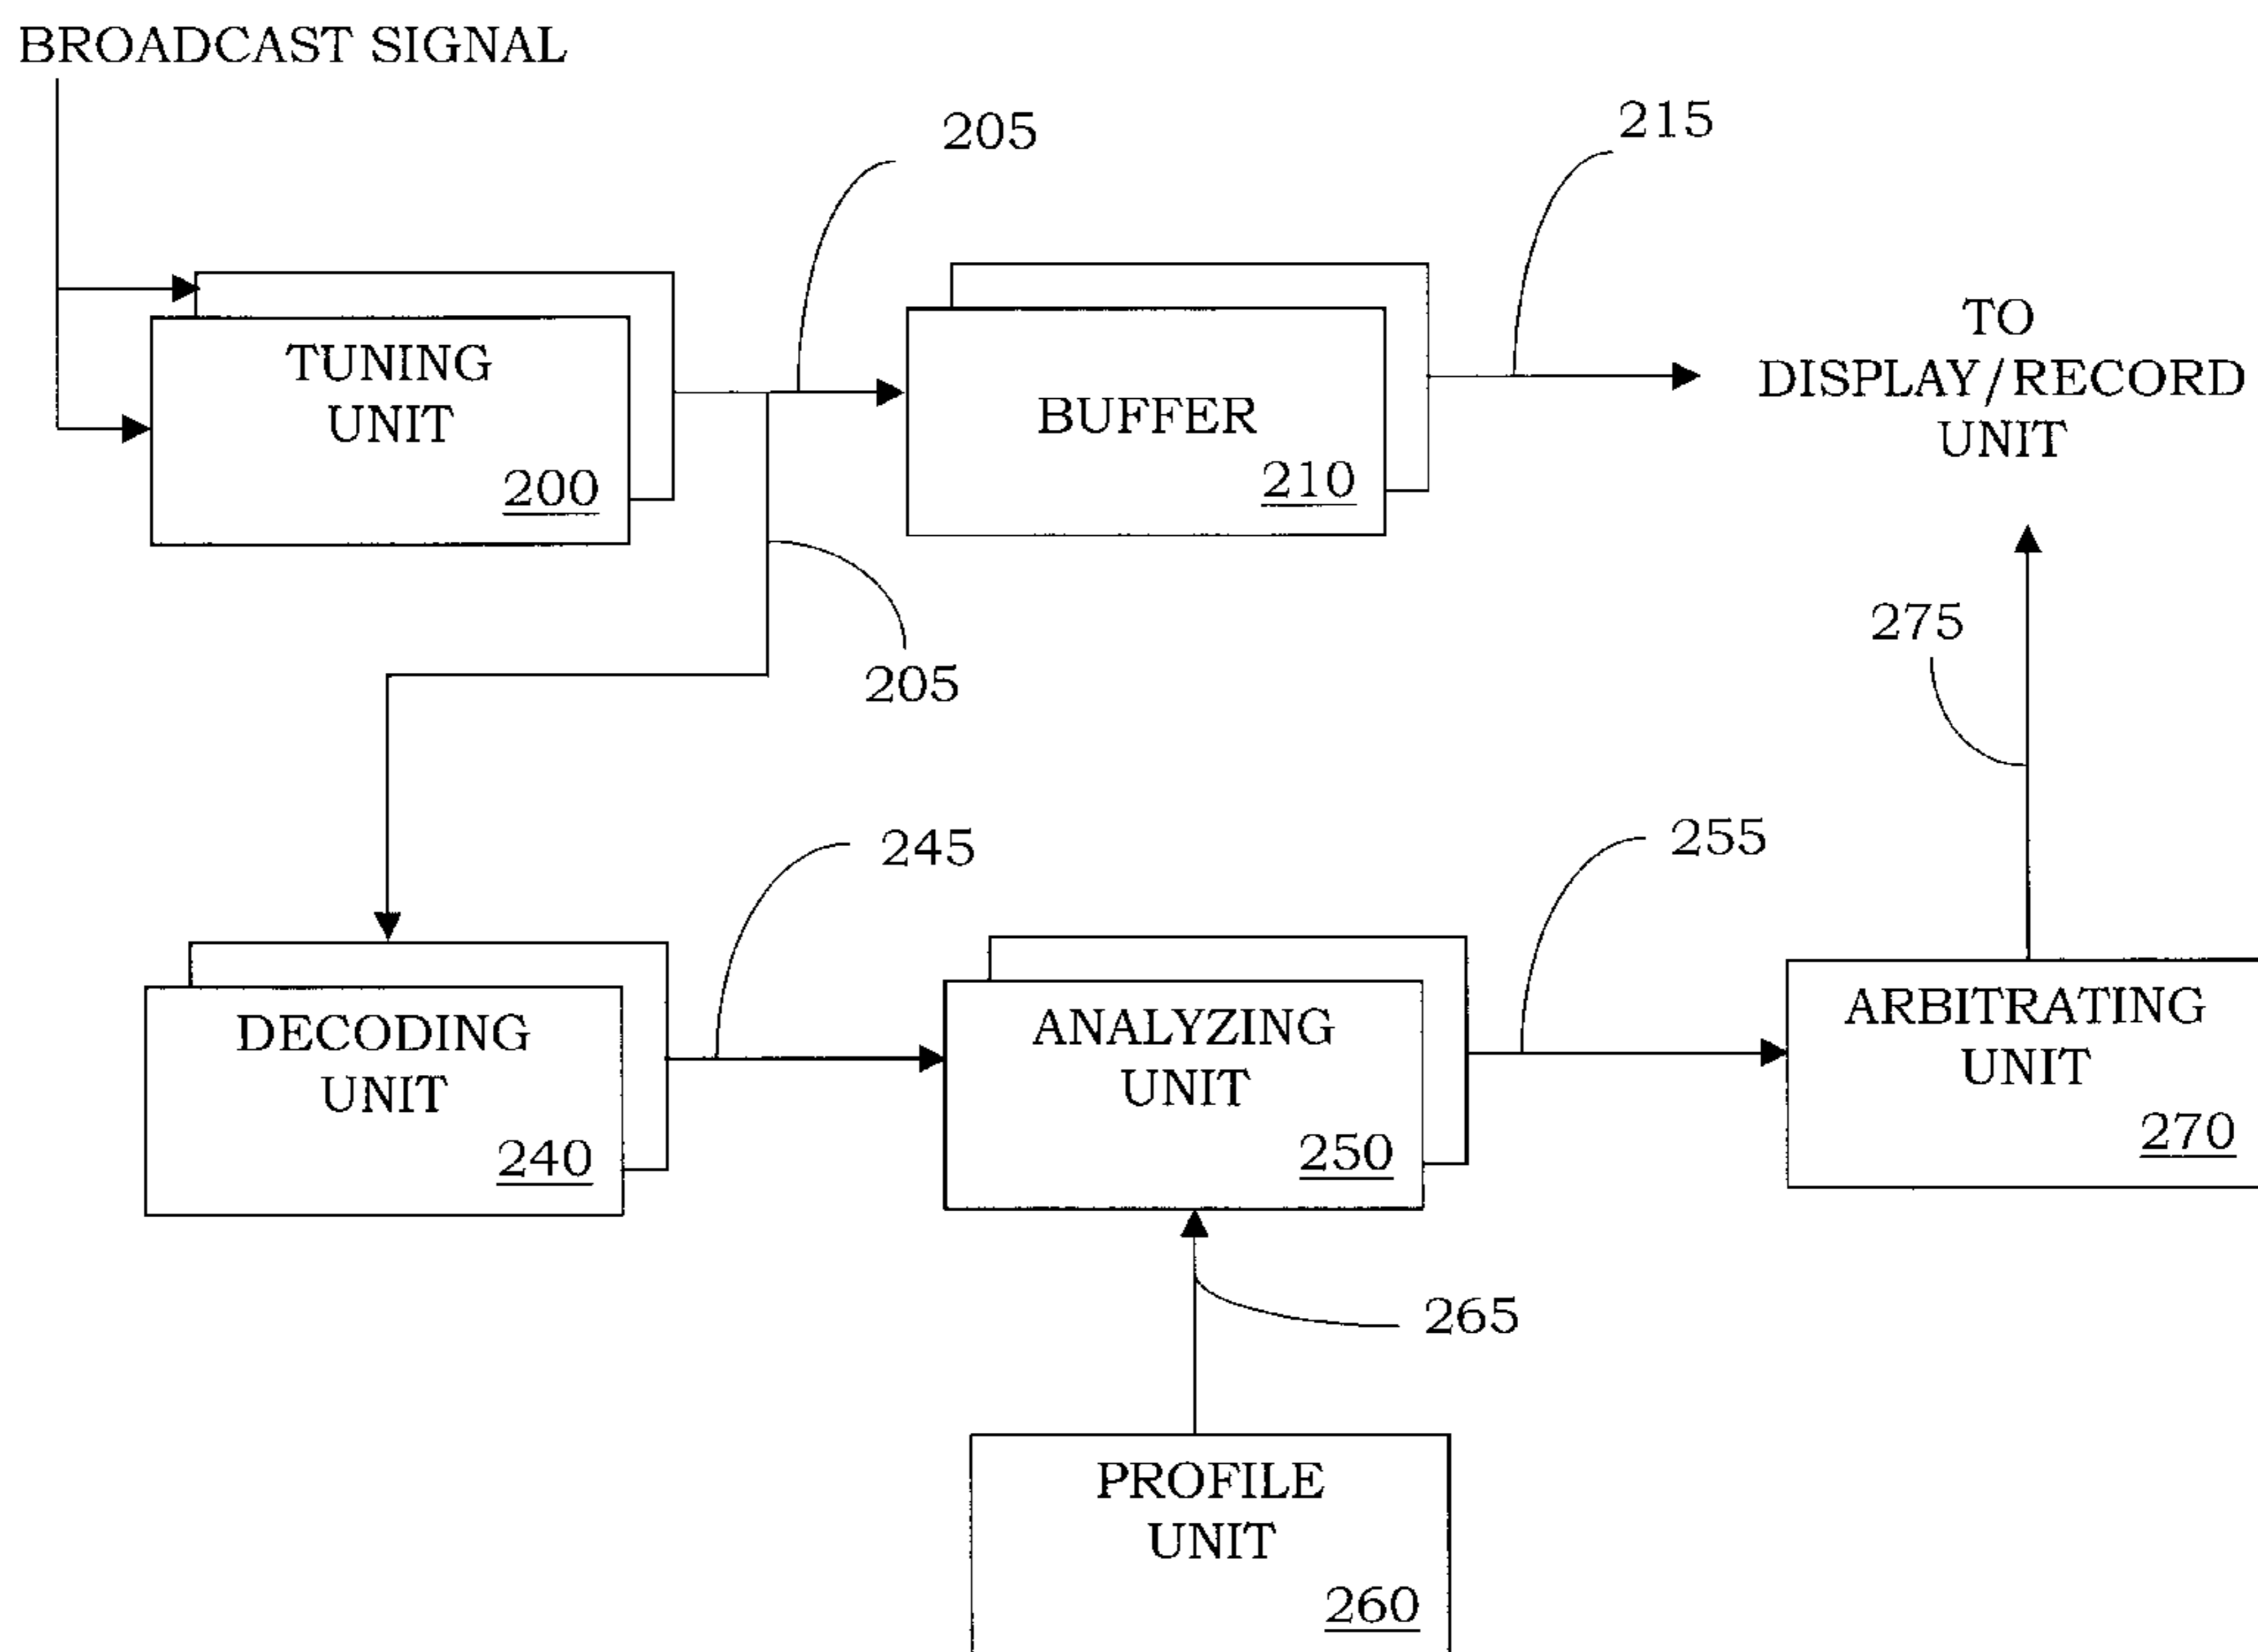 BROADCAST SIGNAL
205
215
TUNING
UNIT
200
BUFFER
210
TO
DISPLAY/RECORD
UNIT
205
275
245
255
DECODING
UNIT
240
ANALYZING
UNIT
250
ARBITRATING
UNIT
270
265
PROFILE
UNIT
260